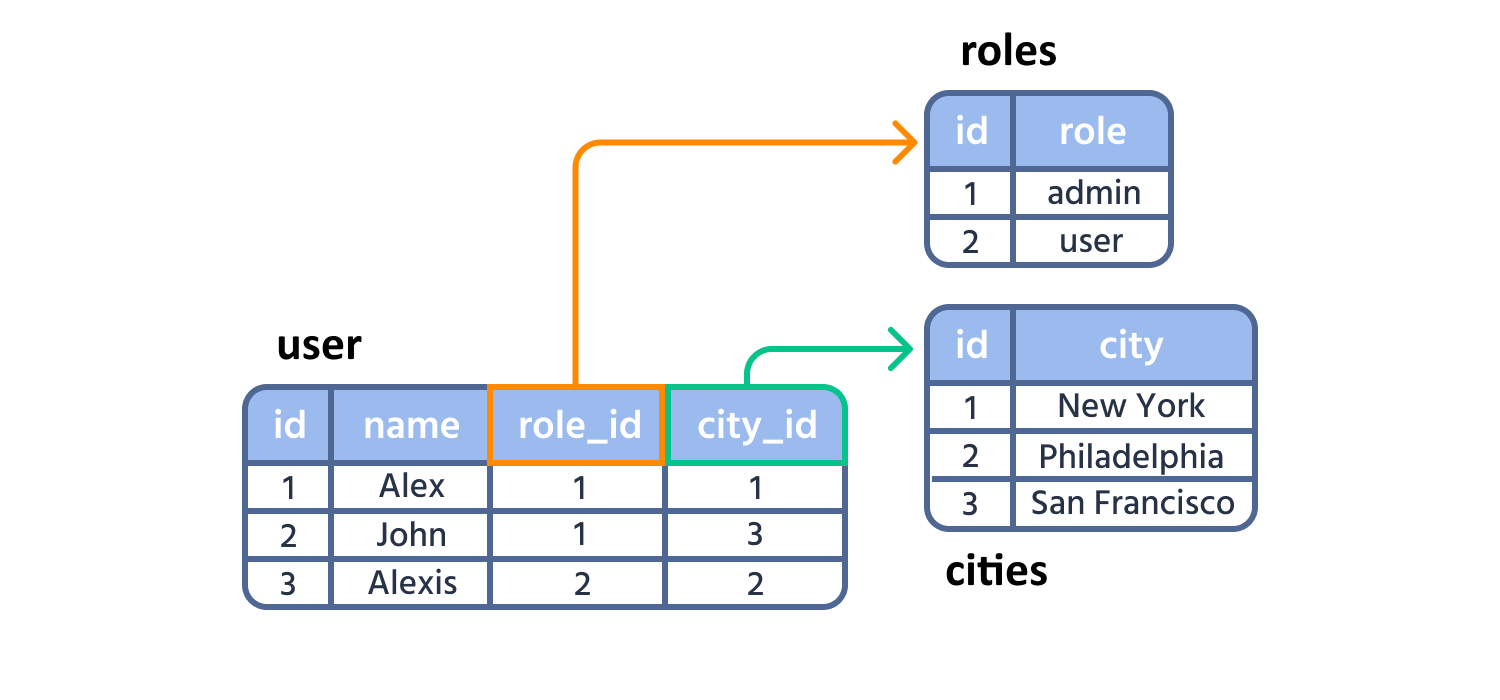 roles
id role
1 admin
2 user
user
id name role_id city_id
1 Alex 1 1
2 John 1 3
3 Alexis 2 2
id city
1 New York
2 Philadelphia
3 San Francisco
cities